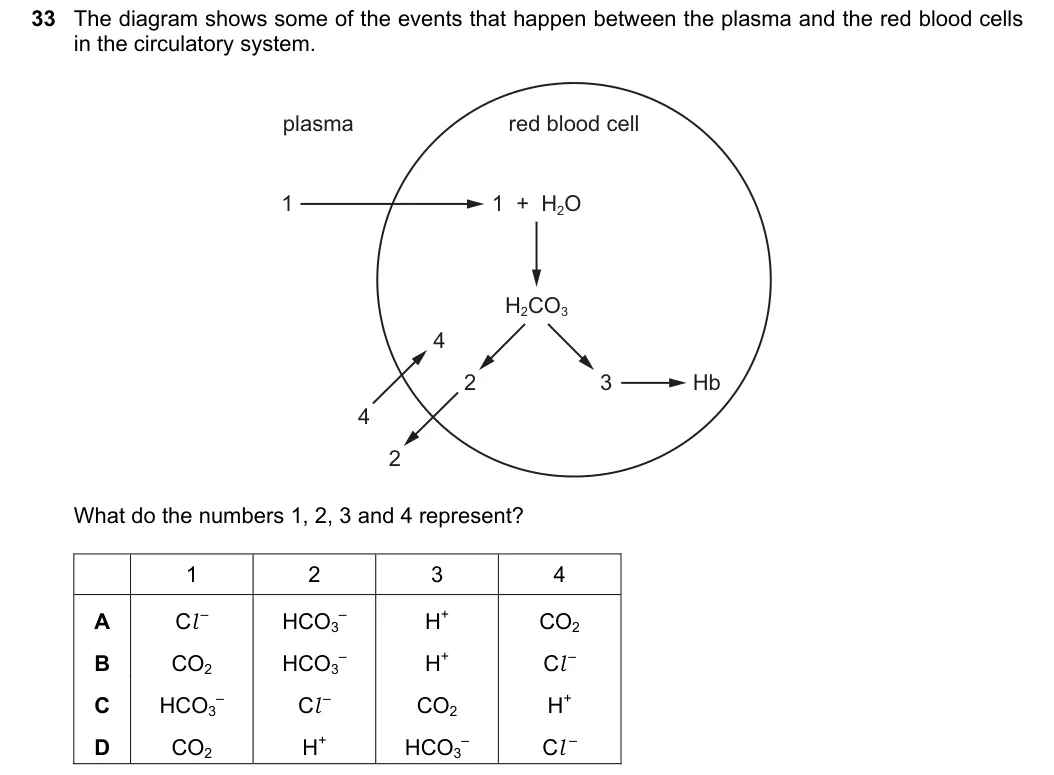 33 The diagram shows some of the events that happen between the plasma and the red blood cells
in the circulatory system.
plasma red blood cell
1 1 + H₂O
H₂CO₃
4
2 3 Hb
4
2
What do the numbers 1, 2, 3 and 4 represent?
1 2 3 4
A Cl⁻ HCO₃⁻ H⁺ CO₂
B CO₂ HCO₃⁻ H⁺ Cl⁻
C HCO₃⁻ Cl⁻ CO₂ H⁺
D CO₂ H⁺ HCO₃⁻ Cl⁻